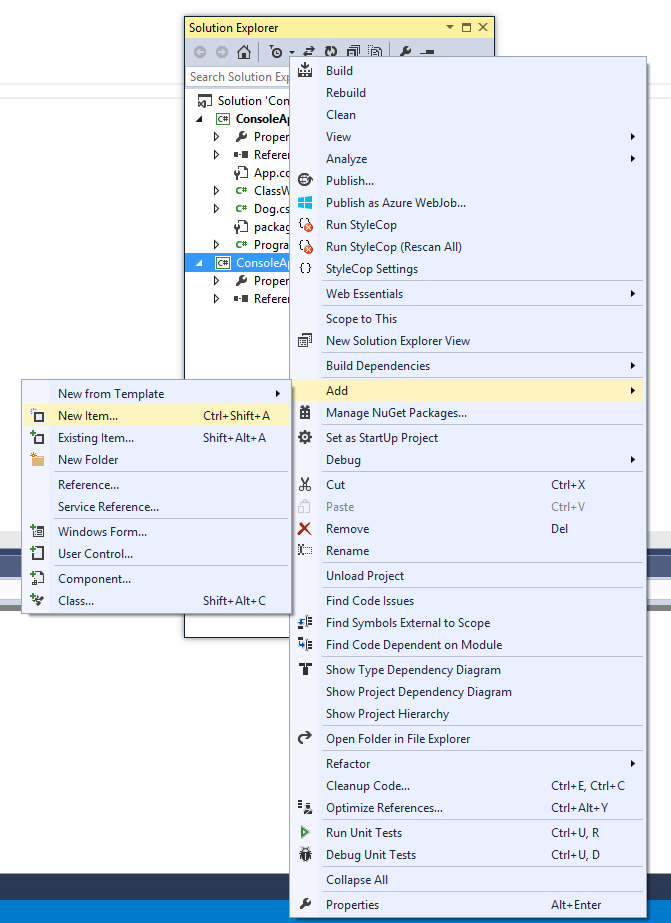 Solution Explorer
Search Solution Exp
Solution 'Con
ConsoleAp
Proper
Referen
App.co
ClassW
Dog.cs
packag
Progra
ConsoleAp
Proper
Referen
Build
Rebuild
Clean
View
Analyze
Publish...
Publish as Azure WebJob...
Run StyleCop
Run StyleCop (Rescan All)
StyleCop Settings
Web Essentials
Scope to This
New Solution Explorer View
Build Dependencies
Add
Manage NuGet Packages...
Set as StartUp Project
Debug
Cut Ctrl+X
Paste Ctrl+V
Remove Del
Rename
Unload Project
Find Code Issues
Find Symbols External to Scope
Find Code Dependent on Module
Show Type Dependency Diagram
Show Project Dependency Diagram
Show Project Hierarchy
Open Folder in File Explorer
Refactor
Cleanup Code... Ctrl+E, Ctrl+C
Optimize References... Ctrl+Alt+Y
Run Unit Tests Ctrl+U, R
Debug Unit Tests Ctrl+U, D
Collapse All
Properties Alt+Enter
New from Template
New Item... Ctrl+Shift+A
Existing Item... Shift+Alt+A
New Folder
Reference...
Service Reference...
Windows Form...
User Control...
Component...
Class... Shift+Alt+C